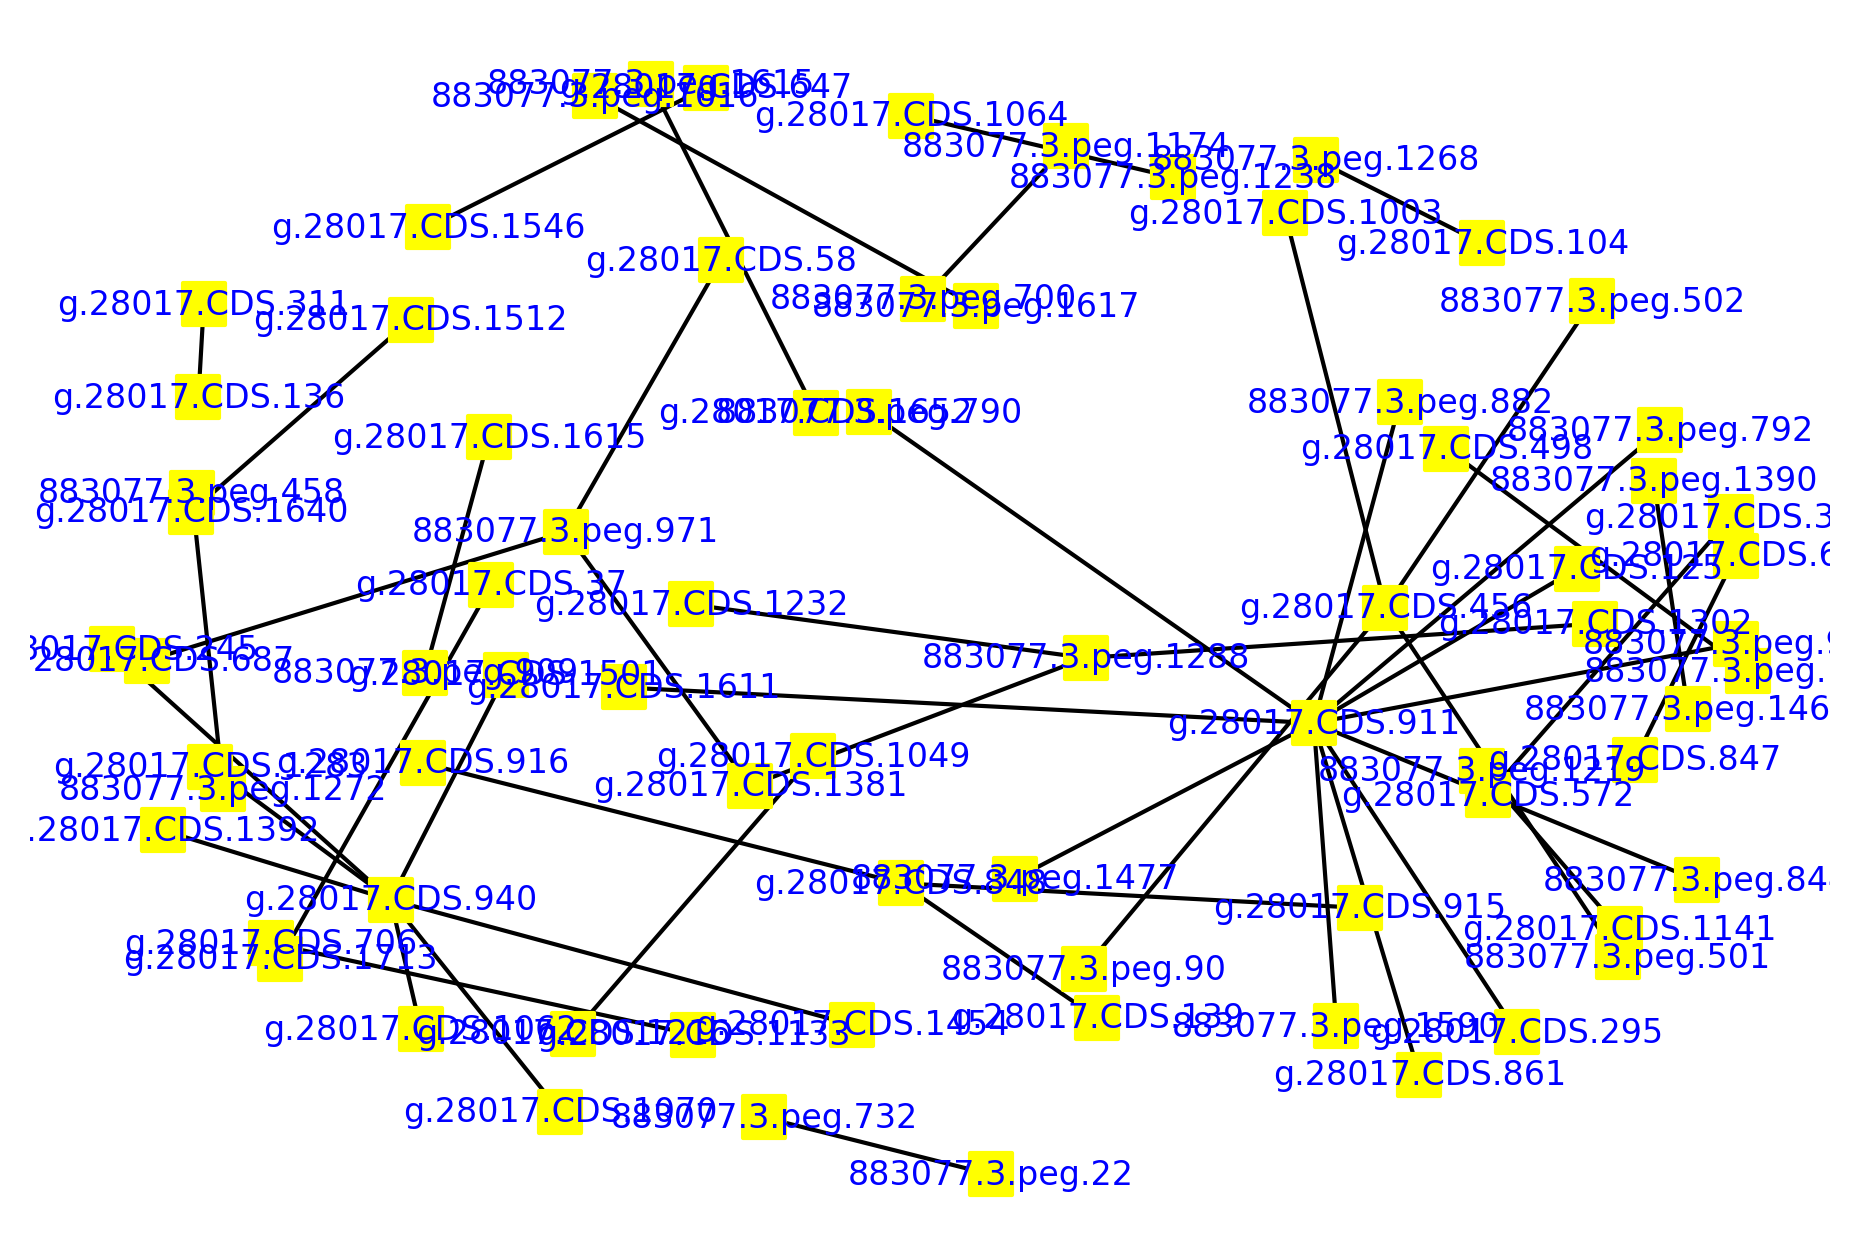 883077.3.peg.1615
g.28017.CDS.647
883077.3.peg.1616
g.28017.CDS.1064
883077.3.peg.1174
883077.3.peg.1268
883077.3.peg.1238
g.28017.CDS.1003
g.28017.CDS.1546
g.28017.CDS.104
g.28017.CDS.58
883077.3.peg.700
883077.3.peg.1617
883077.3.peg.502
g.28017.CDS.311
g.28017.CDS.1512
g.28017.CDS.136
883077.3.peg.882
g.28017.CDS.1652
883077.3.peg.790
883077.3.peg.792
g.28017.CDS.1615
g.28017.CDS.498
883077.3.peg.1390
883077.3.peg.458
g.28017.CDS.1640
g.28017.CDS.3
883077.3.peg.971
g.28017.CDS.6
g.28017.CDS.125
g.28017.CDS.37
g.28017.CDS.1232
g.28017.CDS.456
g.28017.CDS.1302
883077.3.peg.9
8017.CDS.245
28017.CDS.687
883077.3.peg.1288
883077.3.peg.909
g.28017.CDS.1501
883077.3.peg.
g.28017.CDS.1611
883077.3.peg.146
g.28017.CDS.911
g.28017.CDS.1283
g.28017.CDS.916
g.28017.CDS.1049
883077.3.peg.1219
g.28017.CDS.847
883077.3.peg.1272
g.28017.CDS.1381
g.28017.CDS.572
.28017.CDS.1392
g.28017.CDS.848
883077.3.peg.1477
883077.3.peg.84
g.28017.CDS.940
g.28017.CDS.915
g.28017.CDS.706
g.28017.CDS.1713
g.28017.CDS.1141
883077.3.peg.501
883077.3.peg.90
g.28017.CDS.1062
g.28017.CDS.1133
g.28017.CDS.1454
g.28017.CDS.139
883077.3.peg.1590
g.28017.CDS.295
g.28017.CDS.861
g.28017.CDS.1070
883077.3.peg.732
883077.3.peg.22